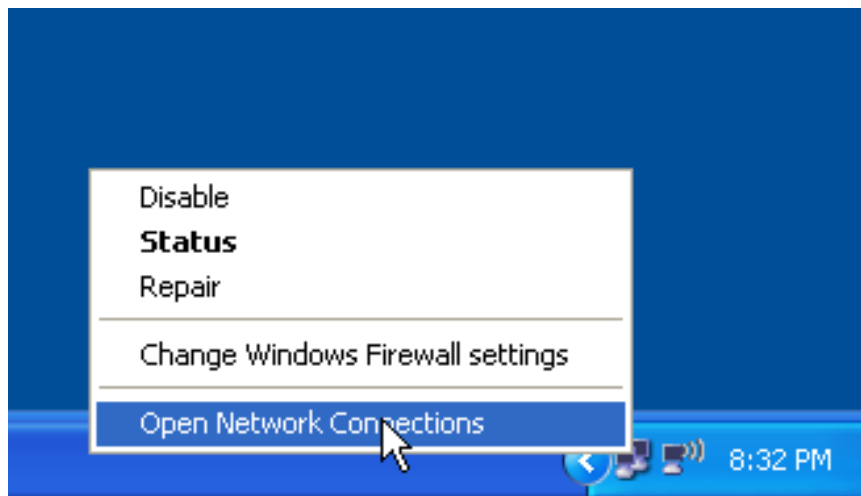 Disable
Status
Repair
Change Windows Firewall settings
Open Network Connections
8:32 PM